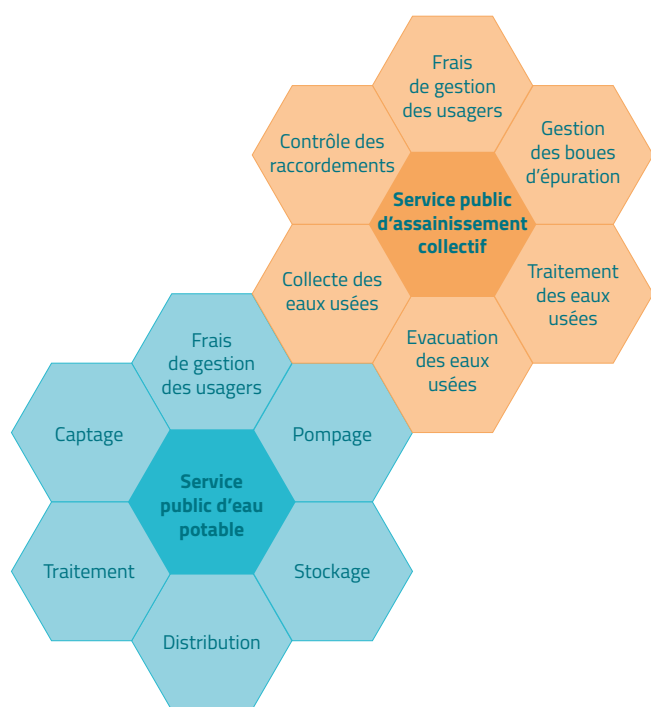 Frais
de gestion
des usagers
Contrôle des
raccordements
Gestion
des boues
d'épuration
Service public
d'assainissement
collectif
Collecte des
eaux usées
Traitement
des eaux
usées
Evacuation
des eaux
usées
Frais
de gestion
des usagers
Captage
Pompage
Service
public d'eau
potable
Traitement
Stockage
Distribution